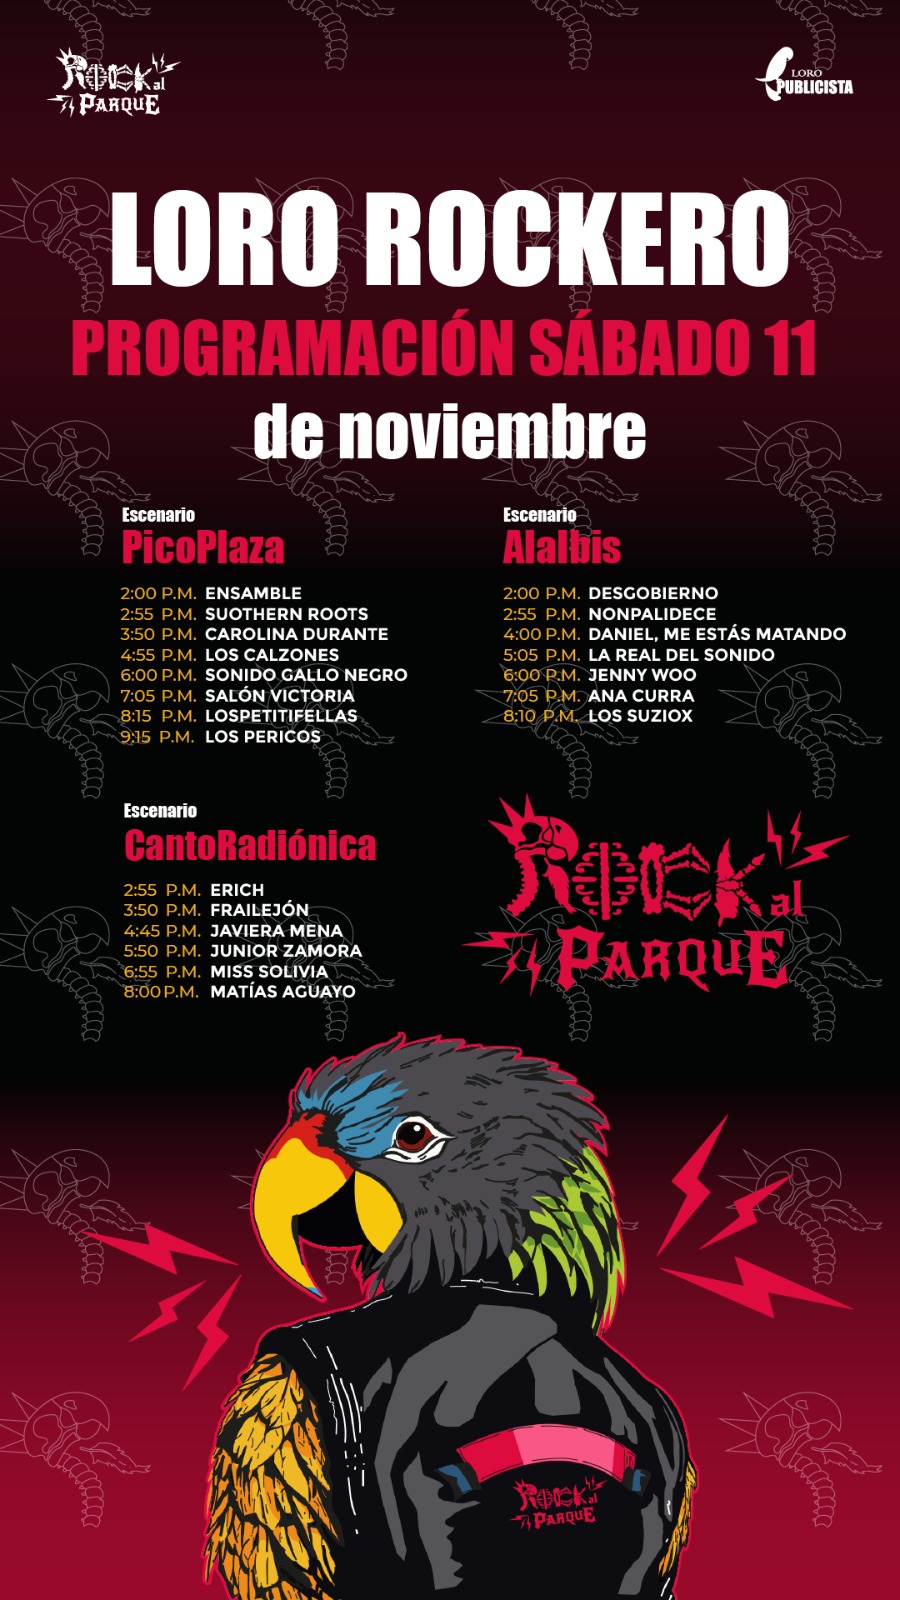 ROCK al
PARQUE
LORO
PUBLICISTA
LORO ROCKERO
PROGRAMACIÓN SÁBADO 11
de noviembre
Escenario
PicoPlaza
2:00 P.M. ENSAMBLE
2:55 P.M. SUOTHERN ROOTS
3:50 P.M. CAROLINA DURANTE
4:55 P.M. LOS CALZONES
6:00 P.M. SONIDO GALLO NEGRO
7:05 P.M. SALÓN VICTORIA
8:15 P.M. LOSPETITIFELLAS
9:15 P.M. LOS PERICOS
Escenario
Alalbis
2:00 P.M. DESGOBIERNO
2:55 P.M. NONPALIDECE
4:00 P.M. DANIEL, ME ESTÁS MATANDO
5:05 P.M. LA REAL DEL SONIDO
6:00 P.M. JENNY WOO
7:05 P.M. ANA CURRA
8:10 P.M. LOS SUZIOX
Escenario
CantoRadiónica
2:55 P.M. ERICH
3:50 P.M. FRAILEJÓN
4:45 P.M. JAVIERA MENA
5:50 P.M. JUNIOR ZAMORA
6:55 P.M. MISS SOLIVIA
8:00 P.M. MATÍAS AGUAYO
ROCK al
PARQUE
ROCK al
PARQUE